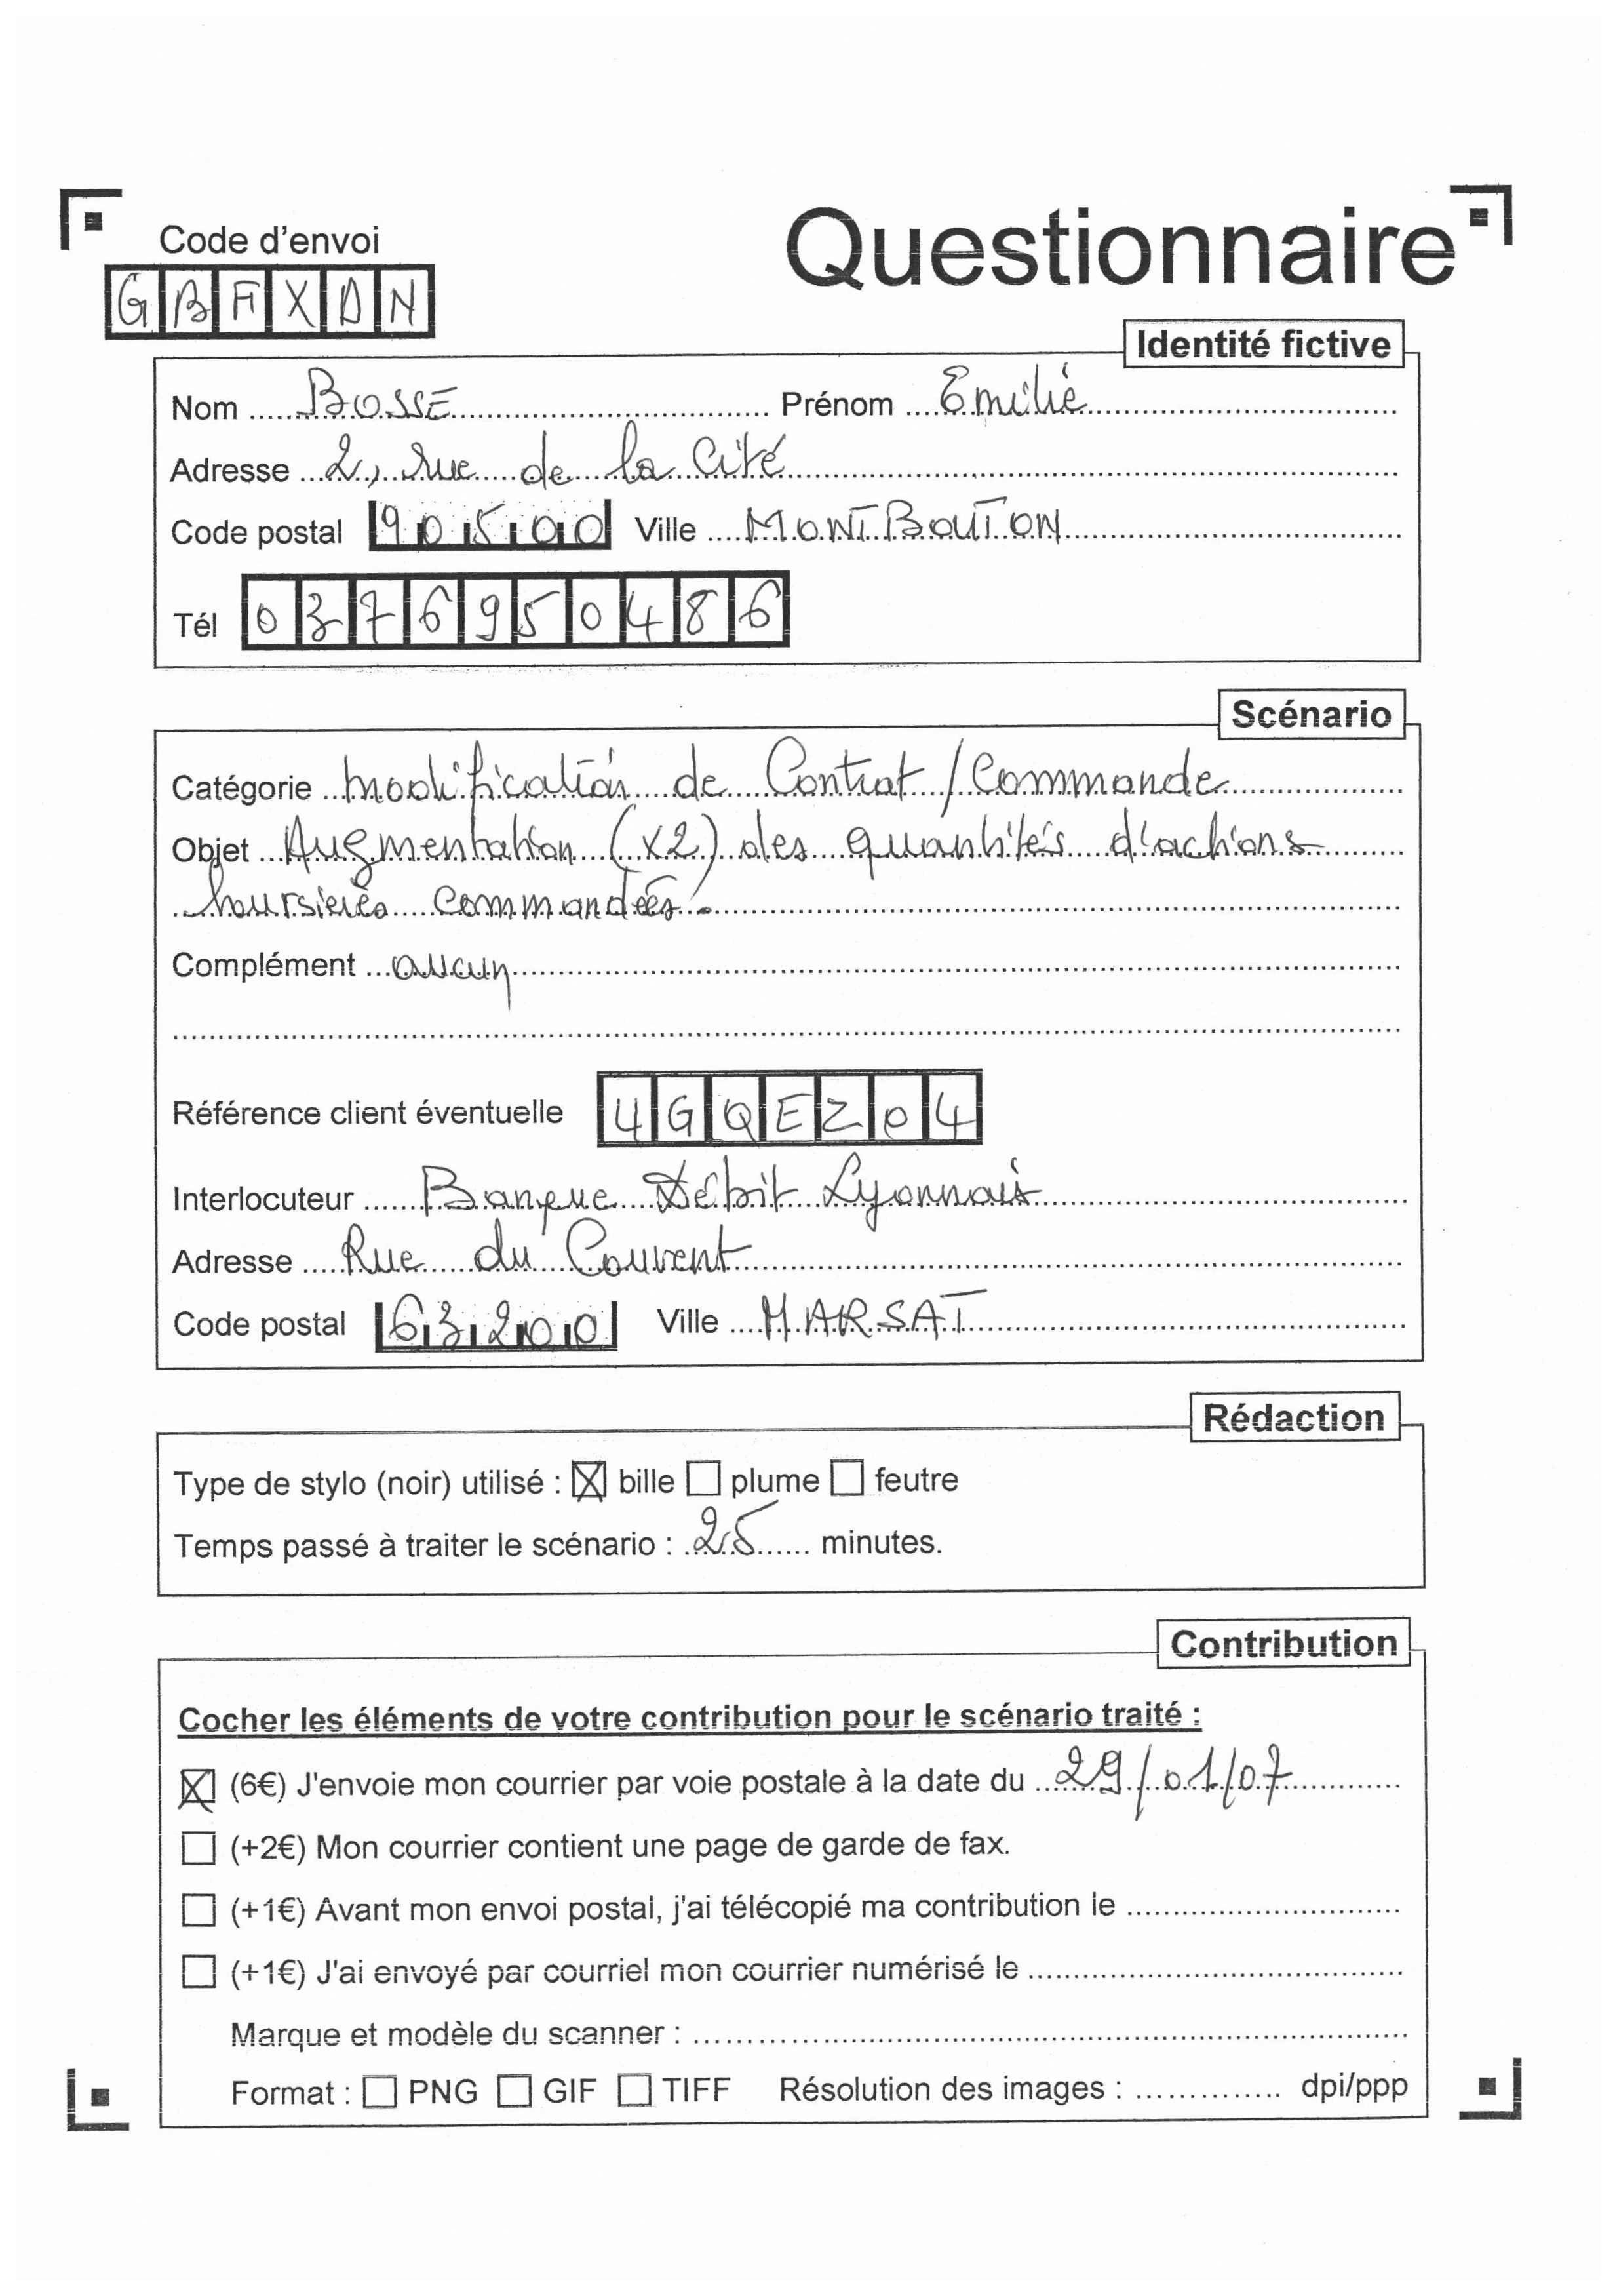 Code d'envoi
Questionnaire
GBFXDN
Identité fictive
Nom BOSSE Prénom Emilie
Adresse 2, rue de la Cité
Code postal 90500 Ville MONTBOUTON
Tél 0376950486
Scénario
Catégorie modification de Contrat / Commande
Objet Augmentation (x2) des quantités d'actions
boursières commandées.
Complément aucun
Référence client éventuelle 4GQEZ04
Interlocuteur Banque Débit Lyonnais
Adresse Rue du Couvent
Code postal 63200 Ville MARSAT
Rédaction
Type de stylo (noir) utilisé : ☒ bille ☐ plume ☐ feutre
Temps passé à traiter le scénario : 25 minutes.
Contribution
Cocher les éléments de votre contribution pour le scénario traité :
☒ (6€) J'envoie mon courrier par voie postale à la date du 29/01/07
☐ (+2€) Mon courrier contient une page de garde de fax.
☐ (+1€) Avant mon envoi postal, j'ai télécopié ma contribution le
☐ (+1€) J'ai envoyé par courriel mon courrier numérisé le
Marque et modèle du scanner :
Format : ☐ PNG ☐ GIF ☐ TIFF Résolution des images : dpi/ppp